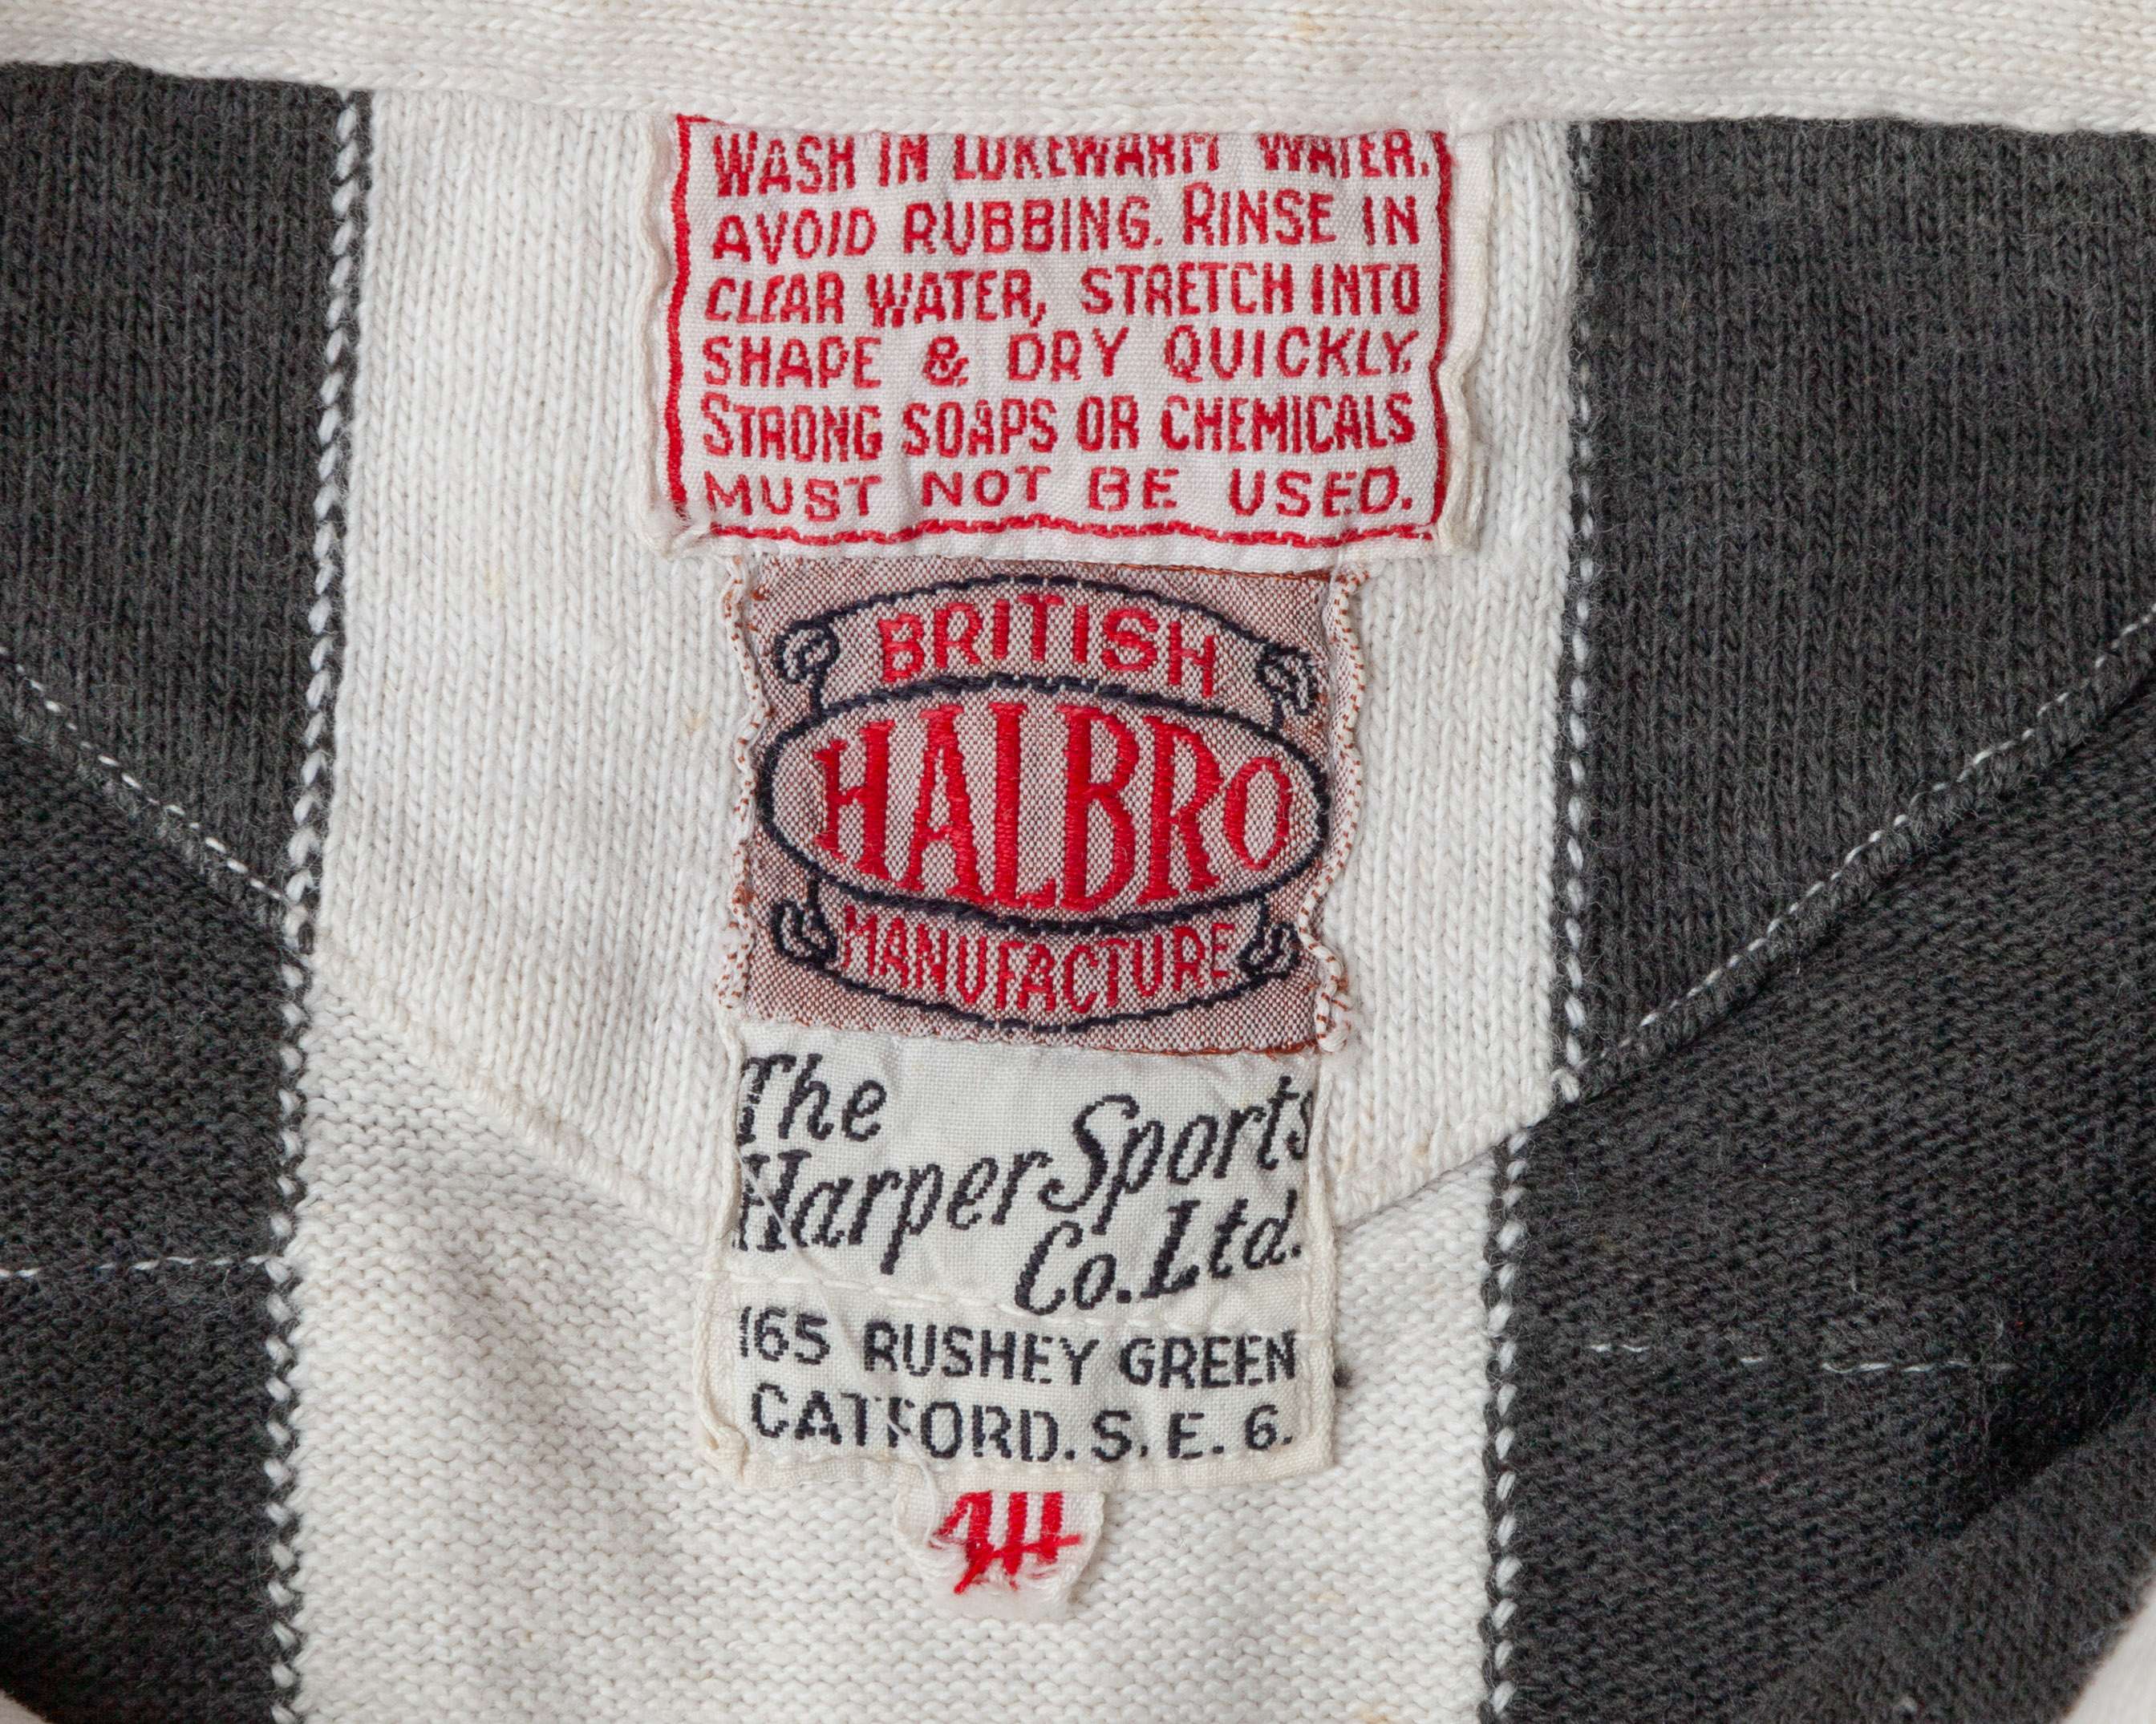 WASH IN LUKEWARM WATER.
AVOID RUBBING. RINSE IN
CLEAR WATER, STRETCH INTO
SHAPE & DRY QUICKLY.
STRONG SOAPS OR CHEMICALS
MUST NOT BE USED.
BRITISH
HALBRO
MANUFACTURE
The
Harper Sports
Co. Ltd.
165 RUSHEY GREEN
CATFORD. S. E. 6.